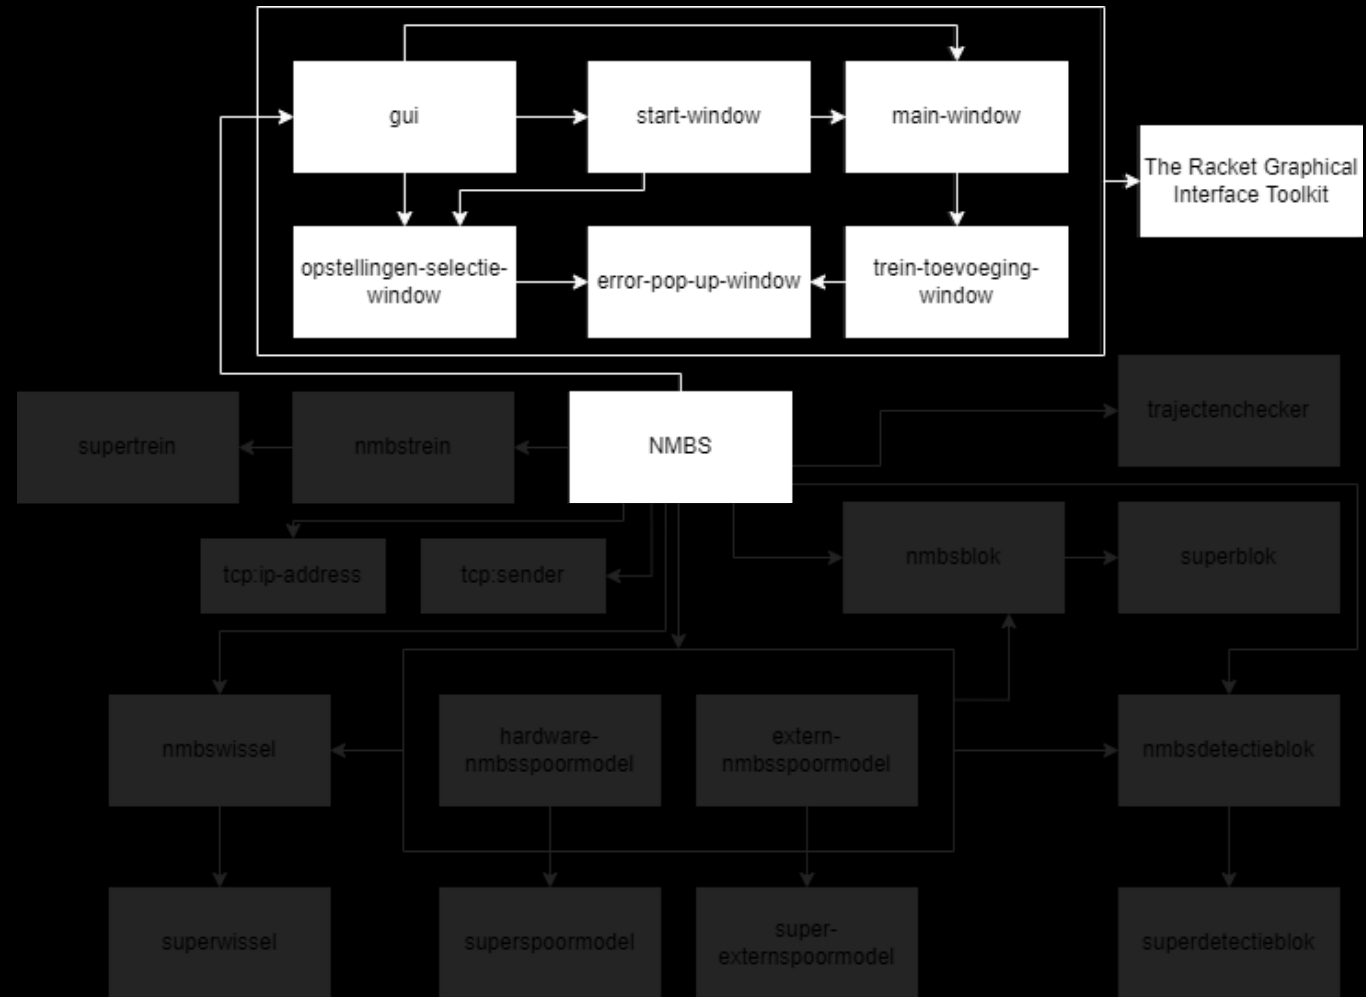 gui
start-window
main-window
The Racket Graphical
Interface Toolkit
opstellingen-selectie-
window
error-pop-up-window
trein-toevoeging-
window
supertrein
nmbstrein
NMBS
trajectenchecker
tcp:ip-address
tcp:sender
nmbsblok
superblok
nmbswissel
hardware-
nmbsspoormodel
extern-
nmbsspoormodel
nmbsdetectieblok
superwissel
superspoormodel
super-
externspoormodel
superdetectieblok